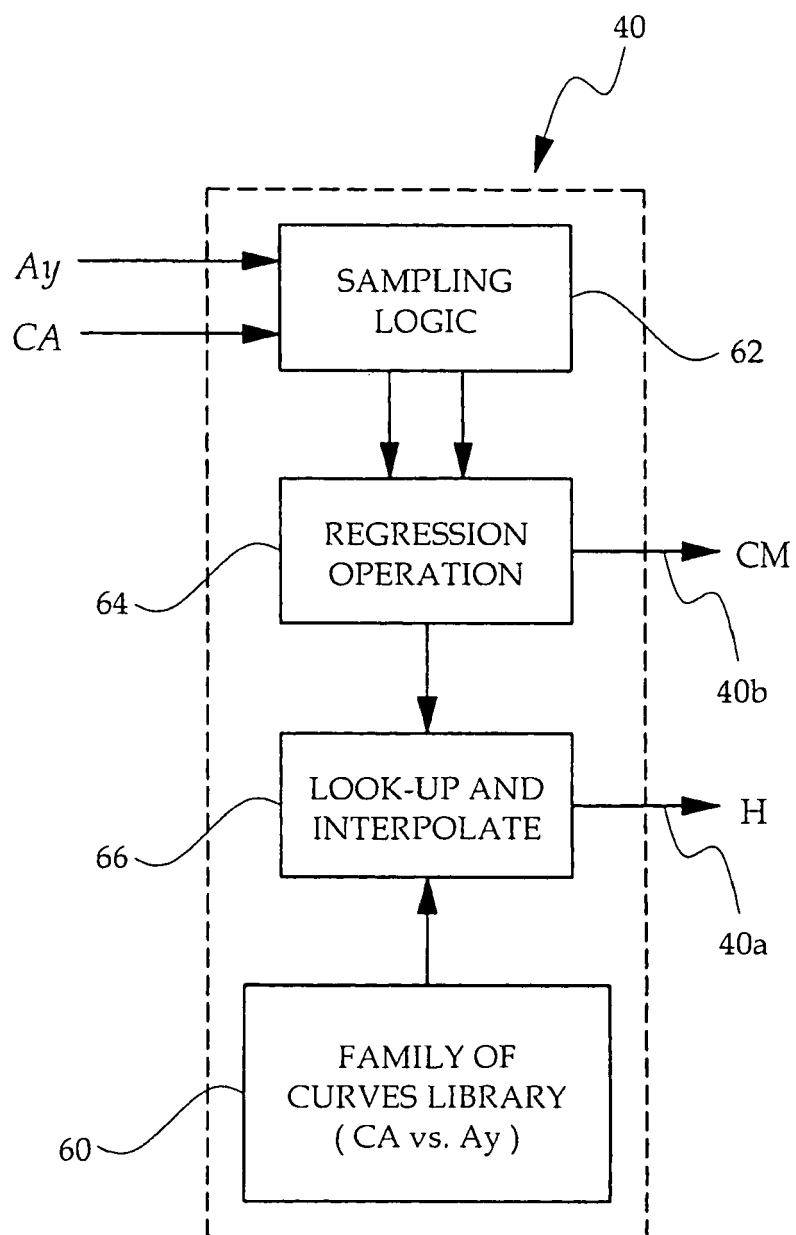 40
Ay
CA
SAMPLING
LOGIC
62
REGRESSION
OPERATION
CM
64
40b
LOOK-UP AND
INTERPOLATE
H
66
40a
FAMILY OF
CURVES LIBRARY
( CA vs. Ay )
60